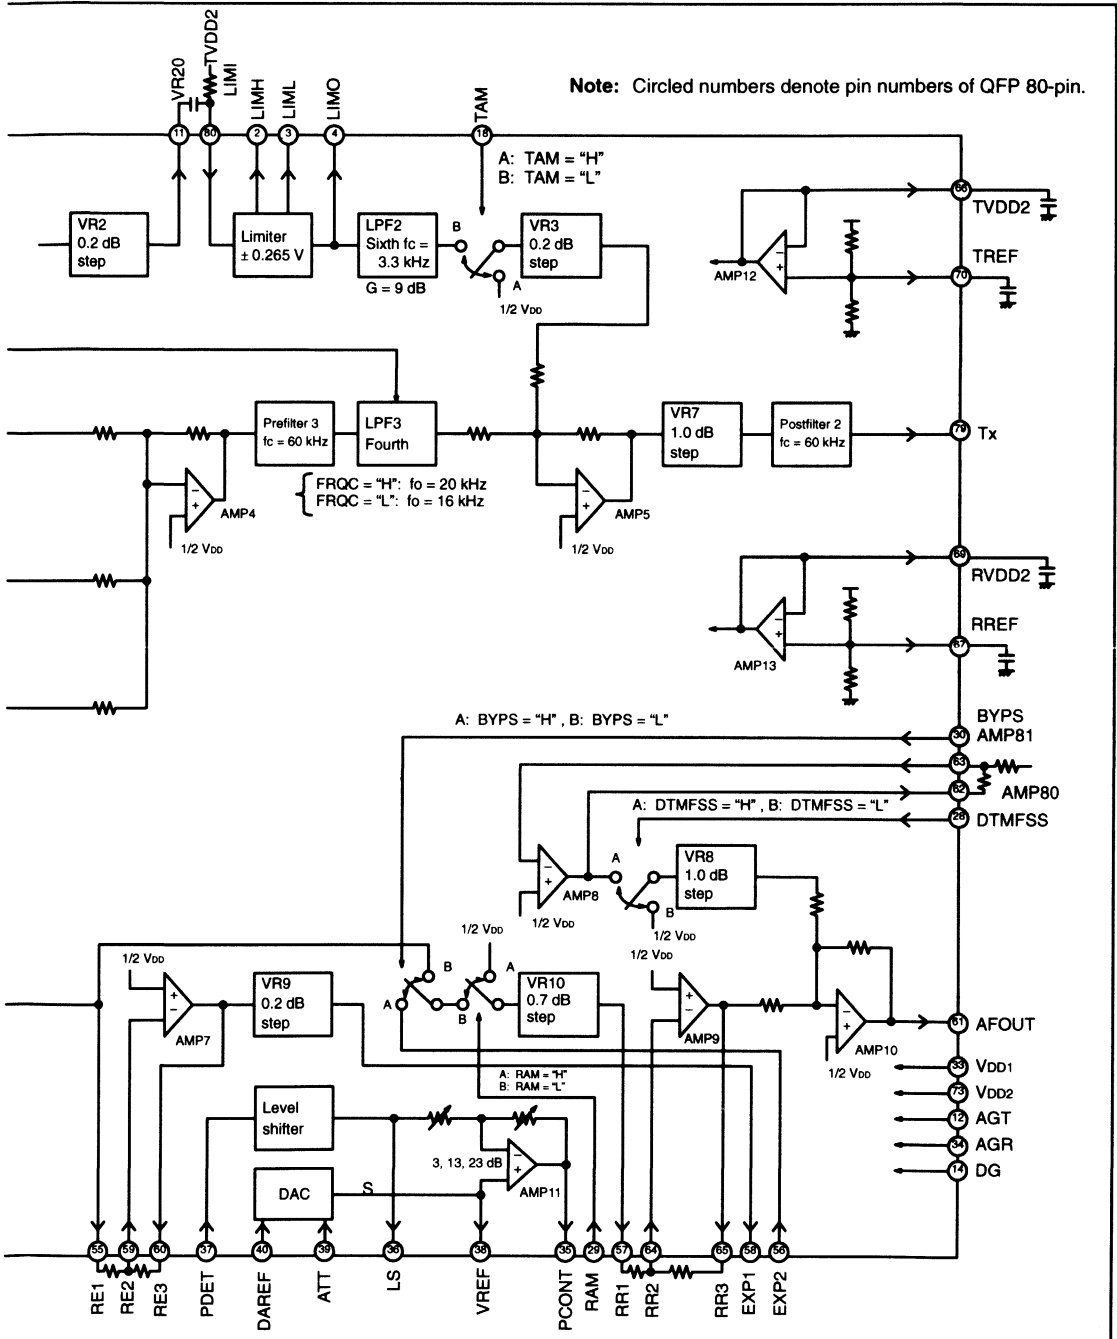 Note: Circled numbers denote pin numbers of QFP 80-pin.
VR20
TVDD2
LIMI
LIMH
LIML
LIMO
TAM
11
80
2
3
4
18
A: TAM = “H”
B: TAM = “L”
VR2
0.2 dB
step
Limiter
± 0.265 V
LPF2
Sixth fc =
3.3 kHz
G = 9 dB
B
A
1/2 VDD
VR3
0.2 dB
step
AMP12
−
+
66
TVDD2
TREF
70
Prefilter 3
fc = 60 kHz
LPF3
Fourth
FRQC = “H”: fo = 20 kHz
FRQC = “L”: fo = 16 kHz
−
+
AMP4
1/2 VDD
−
+
AMP5
1/2 VDD
VR7
1.0 dB
step
Postfilter 2
fc = 60 kHz
79
Tx
69
RVDD2
RREF
67
−
+
AMP13
A: BYPS = “H” , B: BYPS = “L”
BYPS
30
AMP81
63
62
AMP80
A: DTMFSS = “H” , B: DTMFSS = “L”
28
DTMFSS
−
+
AMP8
1/2 VDD
A
B
1/2 VDD
VR8
1.0 dB
step
1/2 VDD
+
−
AMP7
VR9
0.2 dB
step
B
A
1/2 VDD
A
B
VR10
0.7 dB
step
1/2 VDD
+
−
AMP9
−
+
AMP10
1/2 VDD
61
AFOUT
33
VDD1
73
VDD2
12
AGT
34
AGR
14
DG
A: RAM = “H”
B: RAM = “L”
Level
shifter
3, 13, 23 dB
−
+
AMP11
DAC
S
55
59
60
37
40
39
36
38
35
29
57
64
65
58
56
RE1
RE2
RE3
PDET
DAREF
ATT
LS
VREF
PCONT
RAM
RR1
RR2
RR3
EXP1
EXP2